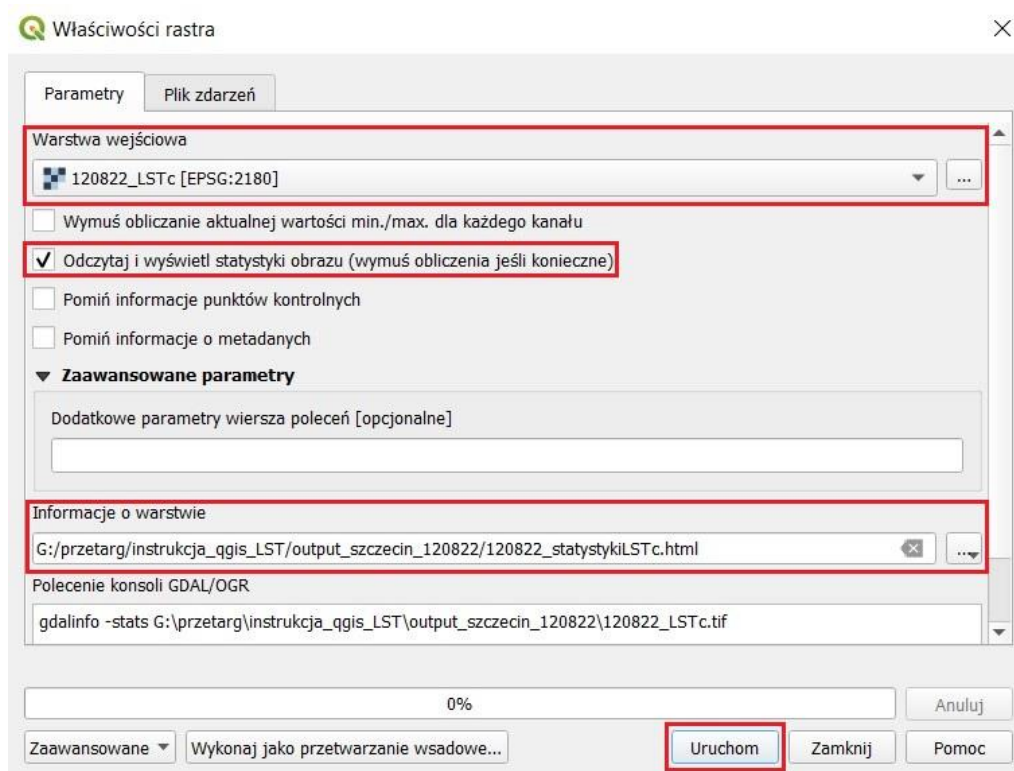 Właściwości rastra
Parametry
Plik zdarzeń
Warstwa wejściowa
120822_LSTc [EPSG:2180]
...
Wymuś obliczanie aktualnej wartości min./max. dla każdego kanału
Odczytaj i wyświetl statystyki obrazu (wymuś obliczenia jeśli konieczne)
Pomiń informacje punktów kontrolnych
Pomiń informacje o metadanych
Zaawansowane parametry
Dodatkowe parametry wiersza poleceń [opcjonalne]
Informacje o warstwie
G:/przetarg/instrukcja_qgis_LST/output_szczecin_120822/120822_statystykiLSTc.html
...
Polecenie konsoli GDAL/OGR
gdalinfo -stats G:\przetarg\instrukcja_qgis_LST\output_szczecin_120822\120822_LSTc.tif
0%
Anuluj
Zaawansowane
Wykonaj jako przetwarzanie wsadowe...
Uruchom
Zamknij
Pomoc